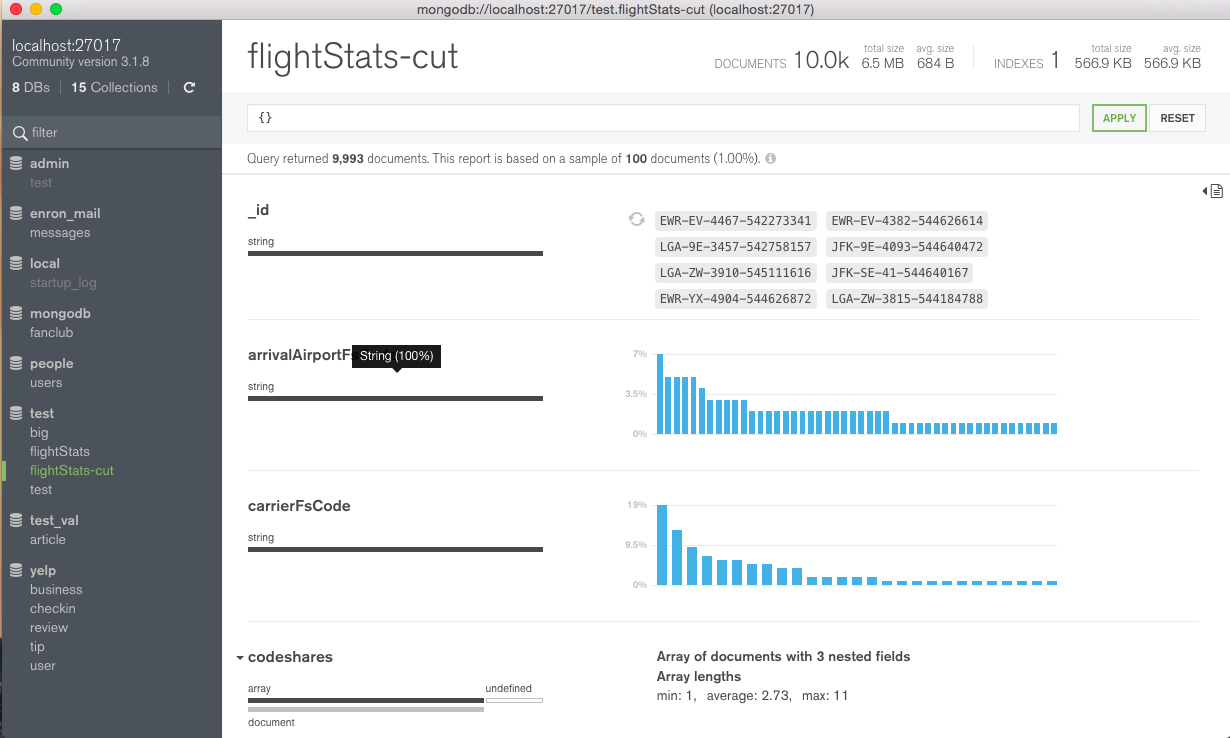 mongodb://localhost:27017/test.flightStats-cut (localhost:27017)
localhost:27017
Community version 3.1.8
8 DBs 15 Collections
filter
admin
test
enron_mail
messages
local
startup_log
mongodb
fanclub
people
users
test
big
flightStats
flightStats-cut
test
test_val
article
yelp
business
checkin
review
tip
user
flightStats-cut
DOCUMENTS 10.0k total size 6.5 MB avg. size 684 B
INDEXES 1 total size 566.9 KB avg. size 566.9 KB
{}
APPLY RESET
Query returned 9,993 documents. This report is based on a sample of 100 documents (1.00%).
_id
string
EWR-EV-4467-542273341 EWR-EV-4382-544626614
LGA-9E-3457-542758157 JFK-9E-4093-544640472
LGA-ZW-3910-545111616 JFK-SE-41-544640167
EWR-YX-4904-544626872 LGA-ZW-3815-544184788
arrivalAirportFs
String (100%)
string
7%
3.5%
0%
carrierFsCode
string
19%
9.5%
0%
codeshares
array undefined
document
Array of documents with 3 nested fields
Array lengths
min: 1, average: 2.73, max: 11